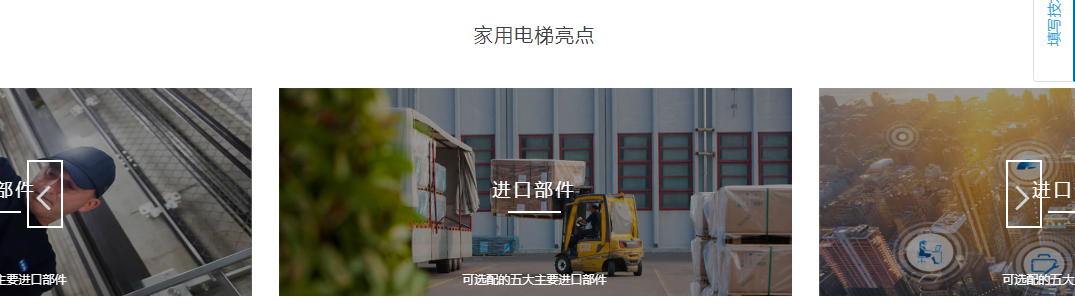 家用电梯亮点
填写技
部件
主要进口部件
进口部件
可选配的五大主要进口部件
进口
可选配的五大